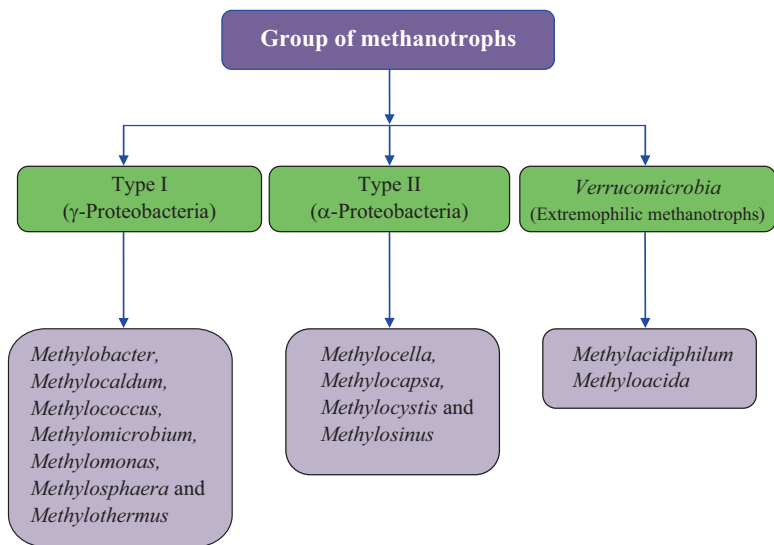 Group of methanotrophs
Type I
(γ-Proteobacteria)
Type II
(α-Proteobacteria)
Verrucomicrobia
(Extremophilic methanotrophs)
Methylobacter,
Methylocaldum,
Methylococcus,
Methylomicrobium,
Methylomonas,
Methylosphaera and
Methylothermus
Methylocella,
Methylocapsa,
Methylocystis and
Methylosinus
Methylacidiphilum
Methyloacida